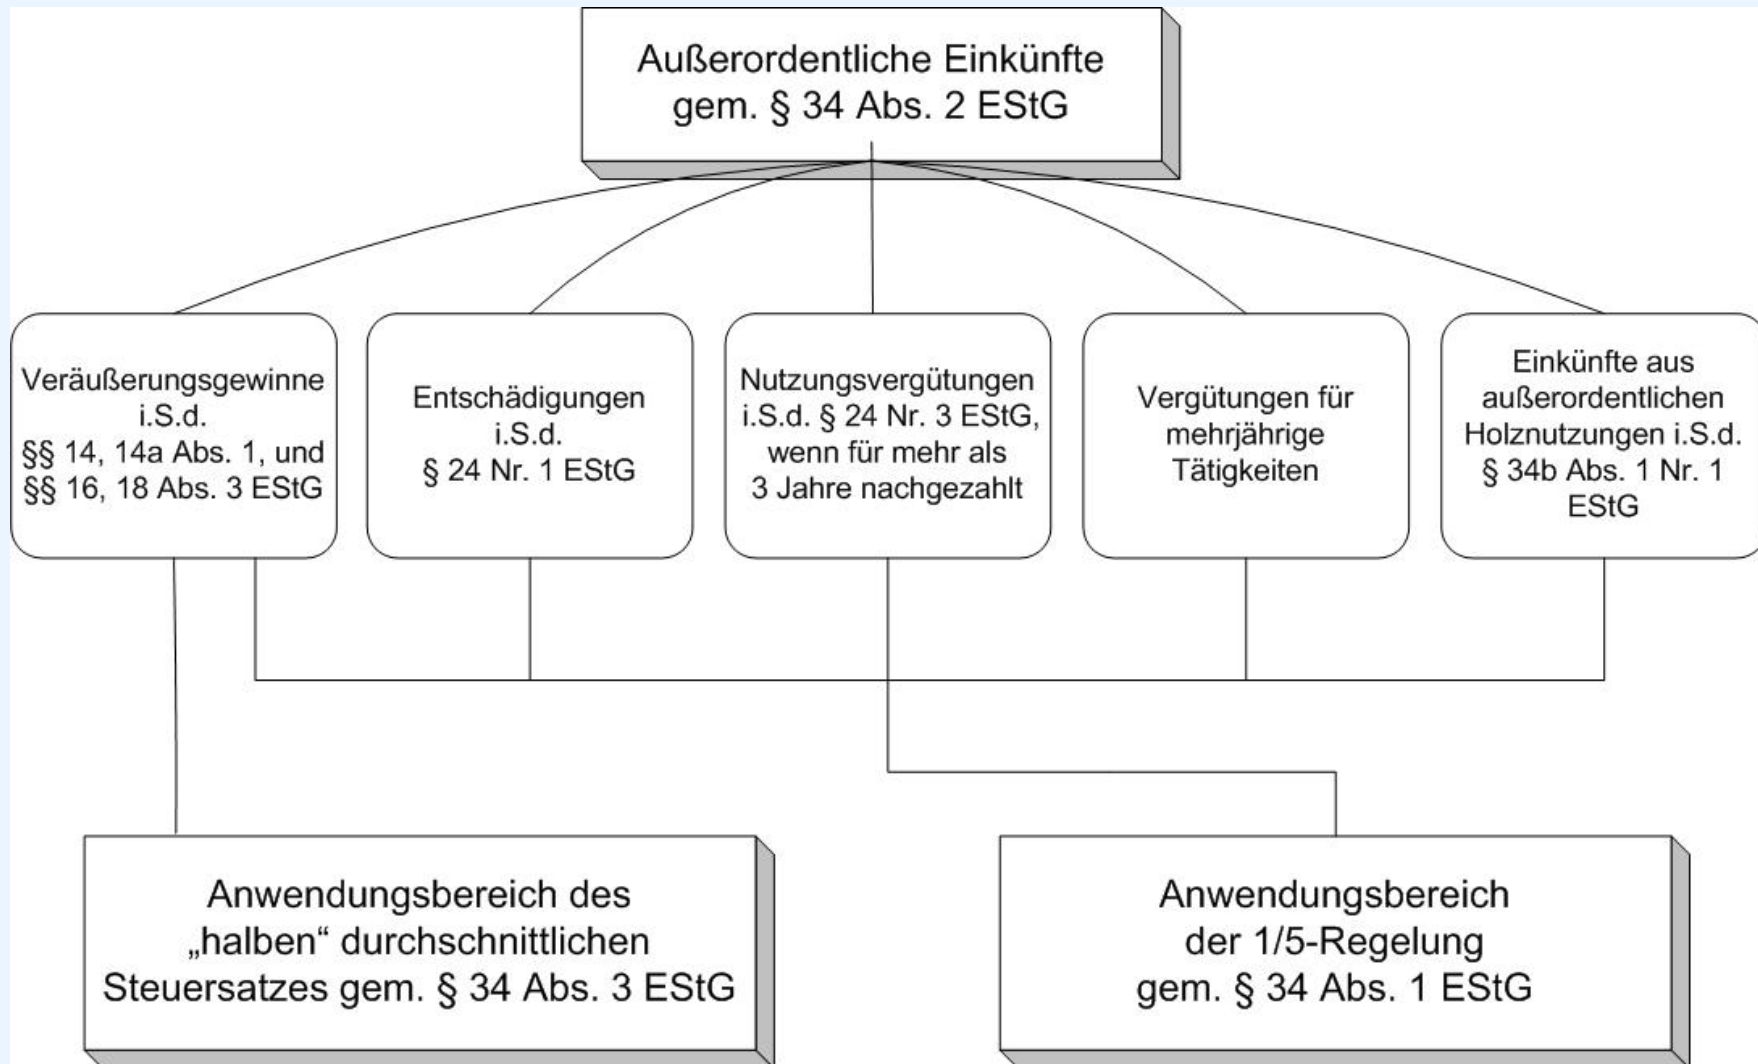 Außerordentliche Einkünfte
gem. § 34 Abs. 2 EStG
Veräußerungsgewinne
i.S.d.
§§ 14, 14a Abs. 1, und
§§ 16, 18 Abs. 3 EStG
Entschädigungen
i.S.d.
§ 24 Nr. 1 EStG
Nutzungsvergütungen
i.S.d. § 24 Nr. 3 EStG,
wenn für mehr als
3 Jahre nachgezahlt
Vergütungen für
mehrjährige
Tätigkeiten
Einkünfte aus
außerordentlichen
Holznutzungen i.S.d.
§ 34b Abs. 1 Nr. 1
EStG
Anwendungsbereich des
„halben“ durchschnittlichen
Steuersatzes gem. § 34 Abs. 3 EStG
Anwendungsbereich
der 1/5-Regelung
gem. § 34 Abs. 1 EStG